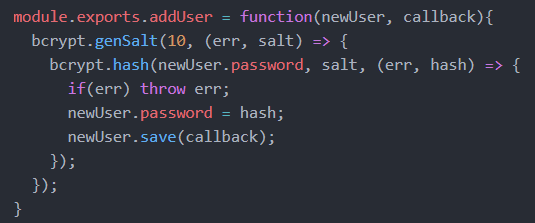 module.exports.addUser = function(newUser, callback){
  bcrypt.genSalt(10, (err, salt) => {
    bcrypt.hash(newUser.password, salt, (err, hash) => {
      if(err) throw err;
      newUser.password = hash;
      newUser.save(callback);
    });
  });
}